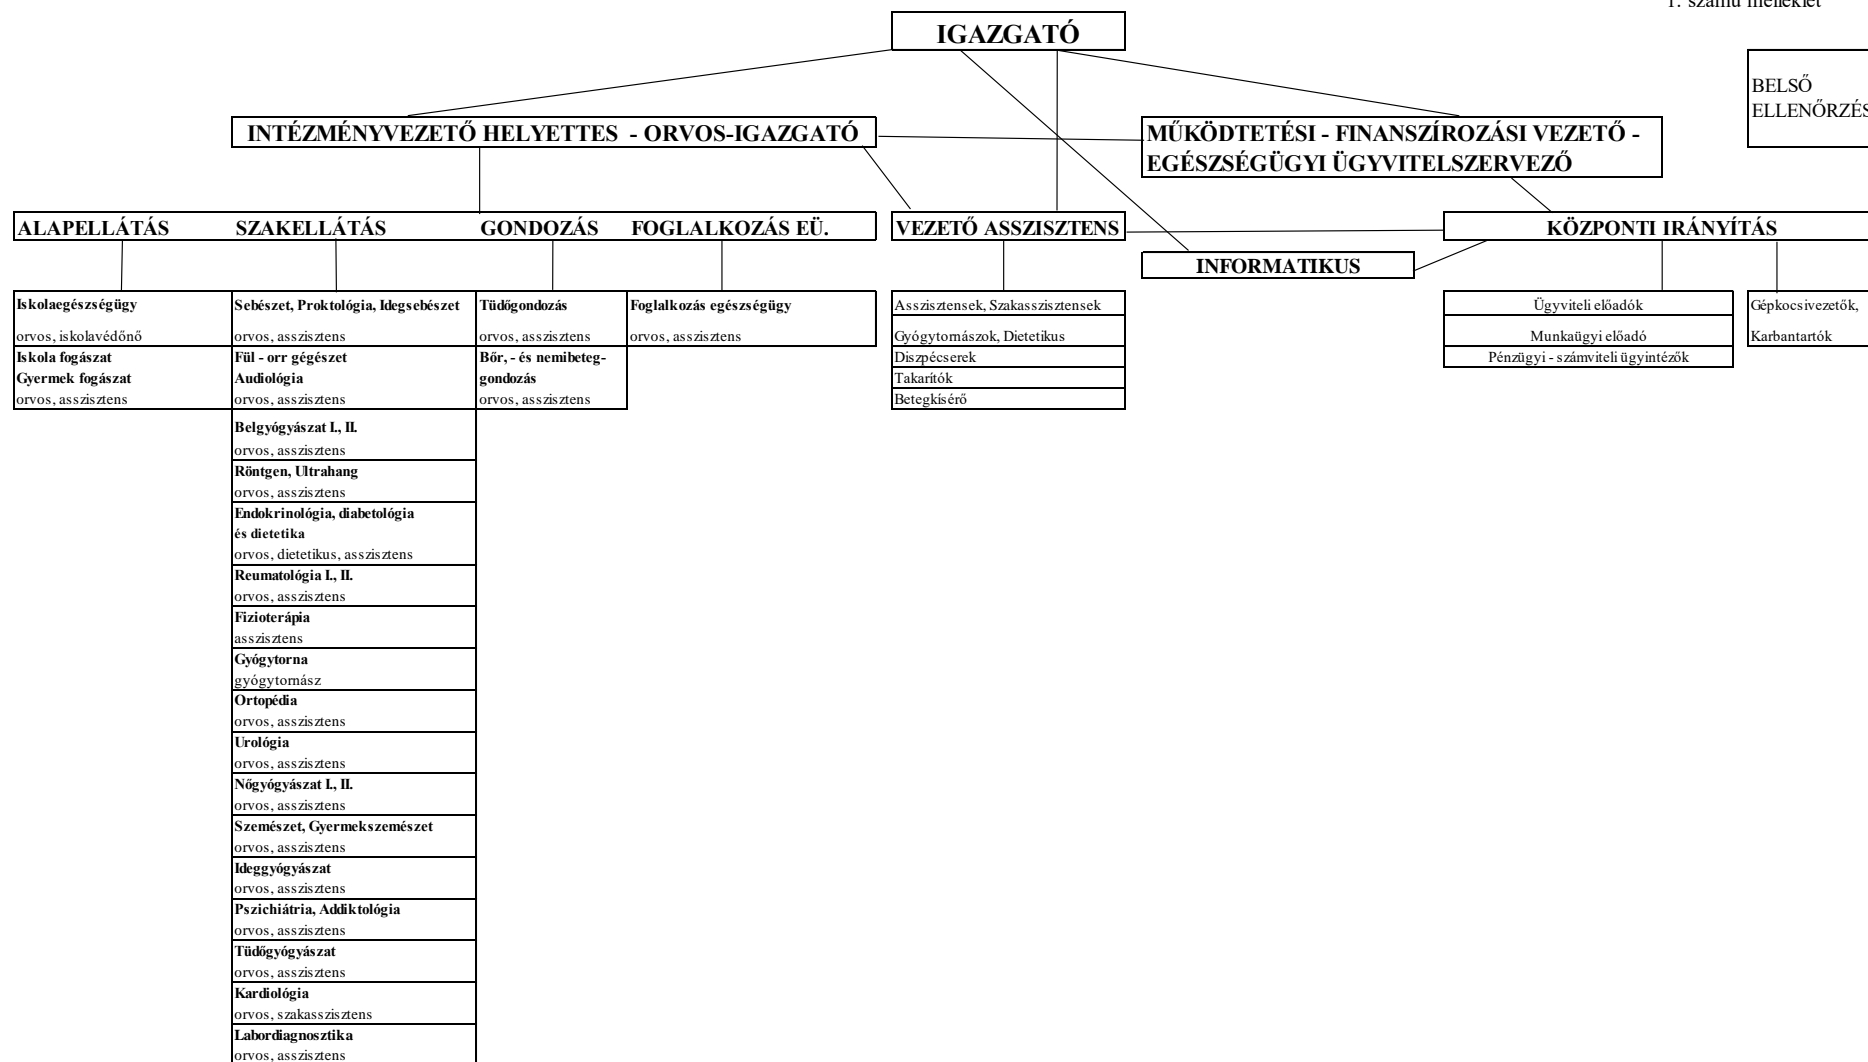 1. számú melléklet
IGAZGATÓ
BELSŐ
ELLENŐRZÉS
INTÉZMÉNYVEZETŐ HELYETTES - ORVOS-IGAZGATÓ
MŰKÖDTETÉSI - FINANSZÍROZÁSI VEZETŐ -
EGÉSZSÉGÜGYI ÜGYVITELSZERVEZŐ
ALAPELLÁTÁS SZAKELLÁTÁS GONDOZÁS FOGLALKOZÁS EÜ.
VEZETŐ ASSZISZTENS
KÖZPONTI IRÁNYÍTÁS
INFORMATIKUS
Iskolaegészségügy
orvos, iskolavédőnő
Iskola fogászat
Gyermek fogászat
orvos, asszisztens
Sebészet, Proktológia, Idegsebészet
orvos, asszisztens
Fül - orr gégészet
Audiológia
orvos, asszisztens
Belgyógyászat I., II.
orvos, asszisztens
Röntgen, Ultrahang
orvos, asszisztens
Endokrinológia, diabetológia
és dietetika
orvos, dietetikus, asszisztens
Reumatológia I., II.
orvos, asszisztens
Fizioterápia
asszisztens
Gyógytorna
gyógytornász
Ortopédia
orvos, asszisztens
Urológia
orvos, asszisztens
Nőgyógyászat I., II.
orvos, asszisztens
Szemészet, Gyermekszemészet
orvos, asszisztens
Ideggyógyászat
orvos, asszisztens
Pszichiátria, Addiktológia
orvos, asszisztens
Tüdőgyógyászat
orvos, asszisztens
Kardiológia
orvos, szakasszisztens
Labordiagnosztika
orvos, asszisztens
Tüdőgondozás
orvos, asszisztens
Bőr, - és nemibeteg-
gondozás
orvos, asszisztens
Foglalkozás egészségügy
orvos, asszisztens
Asszisztensek, Szakasszisztensek
Gyógytornászok, Dietetikus
Diszpécserek
Takarítók
Betegkísérő
Ügyviteli előadók
Munkaügyi előadó
Pénzügyi - számviteli ügyintézők
Gépkocsivezetők,
Karbantartók